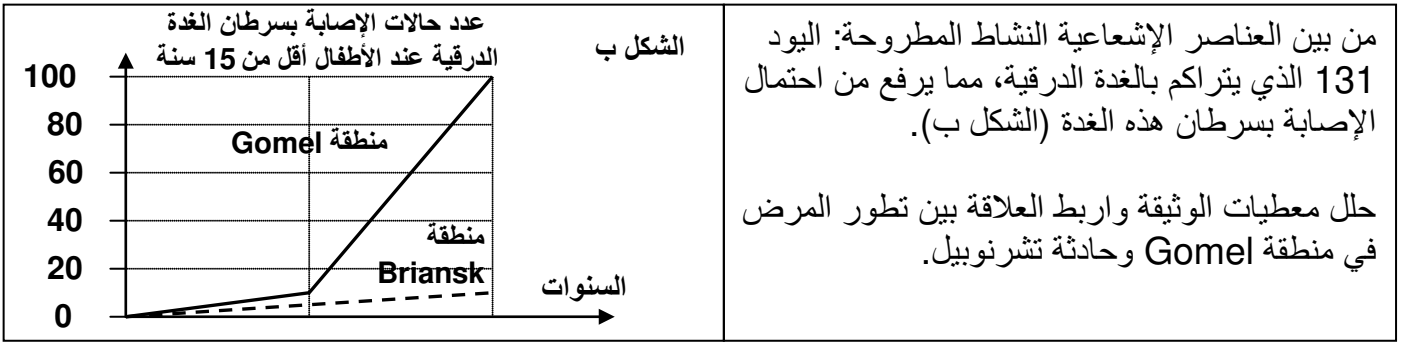 من بين العناصر الإشعاعية النشاط المطروحة: اليود
131 الذي يتراكم بالغدة الدرقية، مما يرفع من احتمال
الإصابة بسرطان هذه الغدة (الشكل ب).
حلل معطيات الوثيقة واربط العلاقة بين تطور المرض
في منطقة Gomel وحادثة تشرنوبيل.
الشكل ب
عدد حالات الإصابة بسرطان الغدة
الدرقية عند الأطفال أقل من 15 سنة
100
80
60
40
20
0
منطقة Gomel
منطقة
Briansk
السنوات